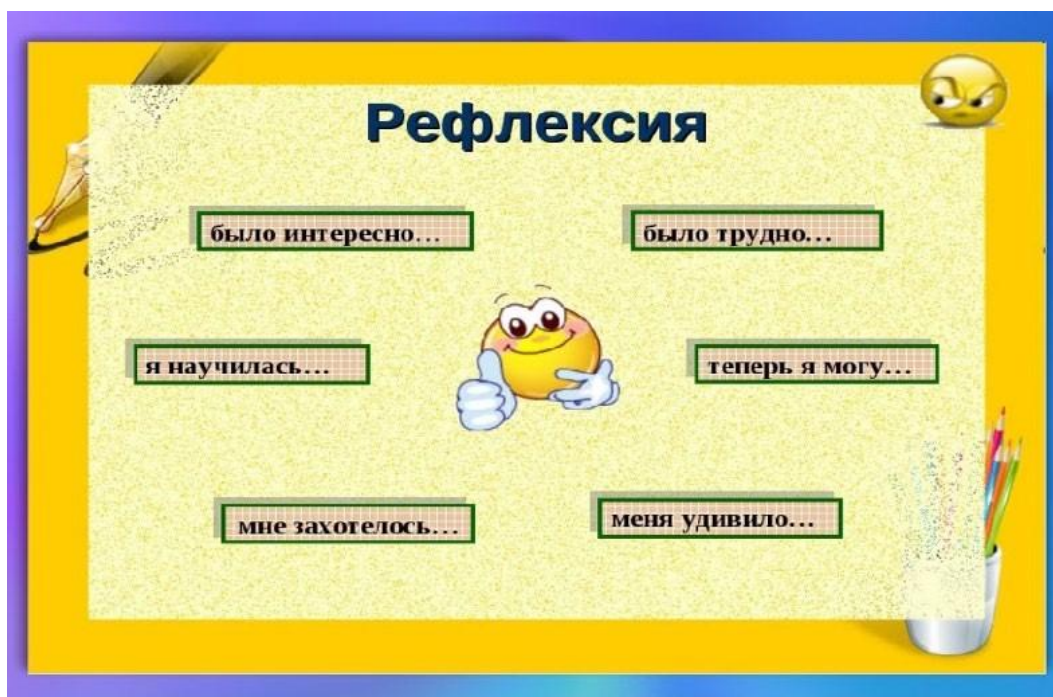 Рефлексия
было интересно...
было трудно...
я научилась...
теперь я могу...
мне захотелось...
меня удивило...